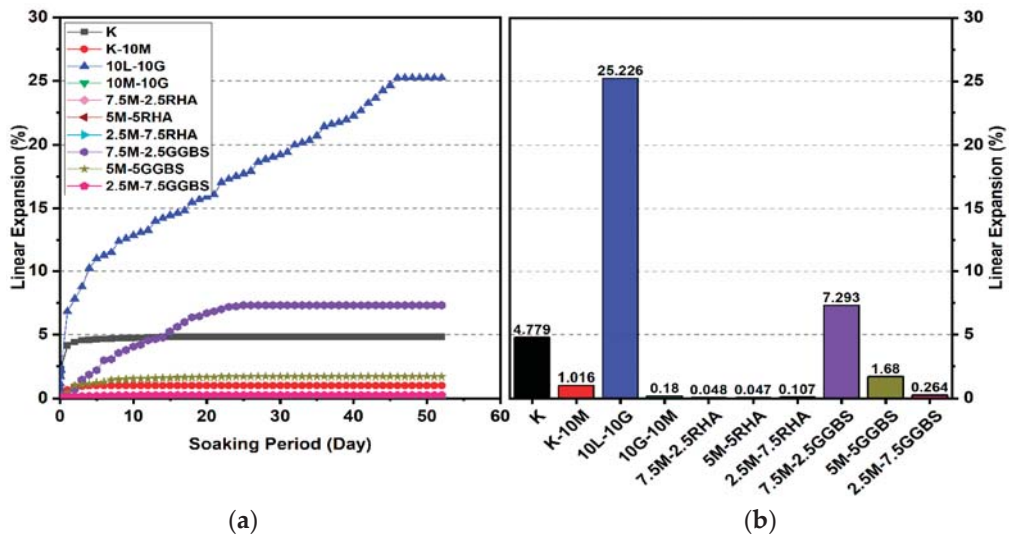 30
25
20
15
10
5
0
Linear Expansion (%)
K
K-10M
10L-10G
10M-10G
7.5M-2.5RHA
5M-5RHA
2.5M-7.5RHA
7.5M-2.5GGBS
5M-5GGBS
2.5M-7.5GGBS
0 10 20 30 40 50 60
Soaking Period (Day)
(a)
4.779
1.016
25.226
0.18
0.048
0.047
0.107
7.293
1.68
0.264
K
K-10M
10L-10G
10G-10M
7.5M-2.5RHA
5M-5RHA
2.5M-7.5RHA
7.5M-2.5GGBS
5M-5GGBS
2.5M-7.5GGBS
30
25
20
15
10
5
0
Linear Expansion (%)
(b)